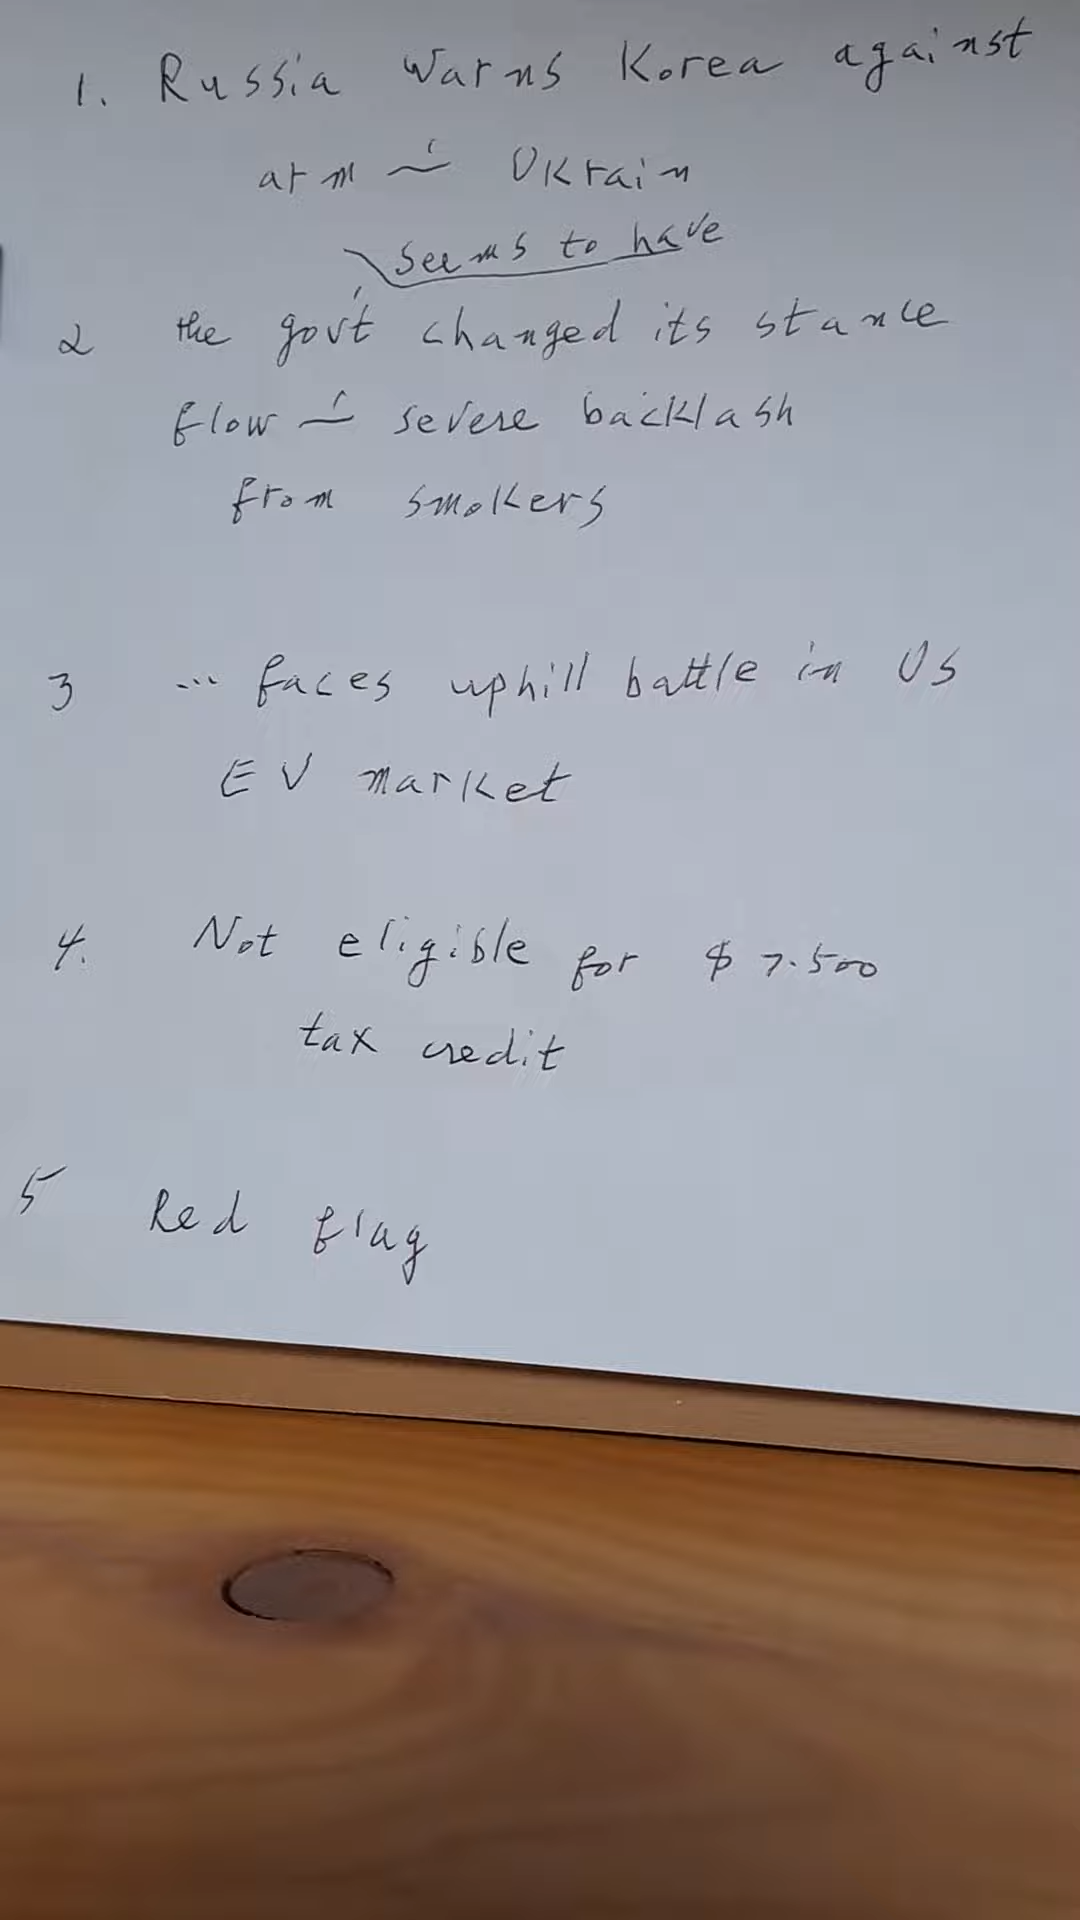 1. Russia Warns Korea against
arm ∸ Ukrain
seems to have
2 the gov't changed its stance
flow ∸ severe backlash
from smokers
3 ... faces uphill battle in US
EV market
4. Not eligible for $ 7.500
tax credit
5 Red flag